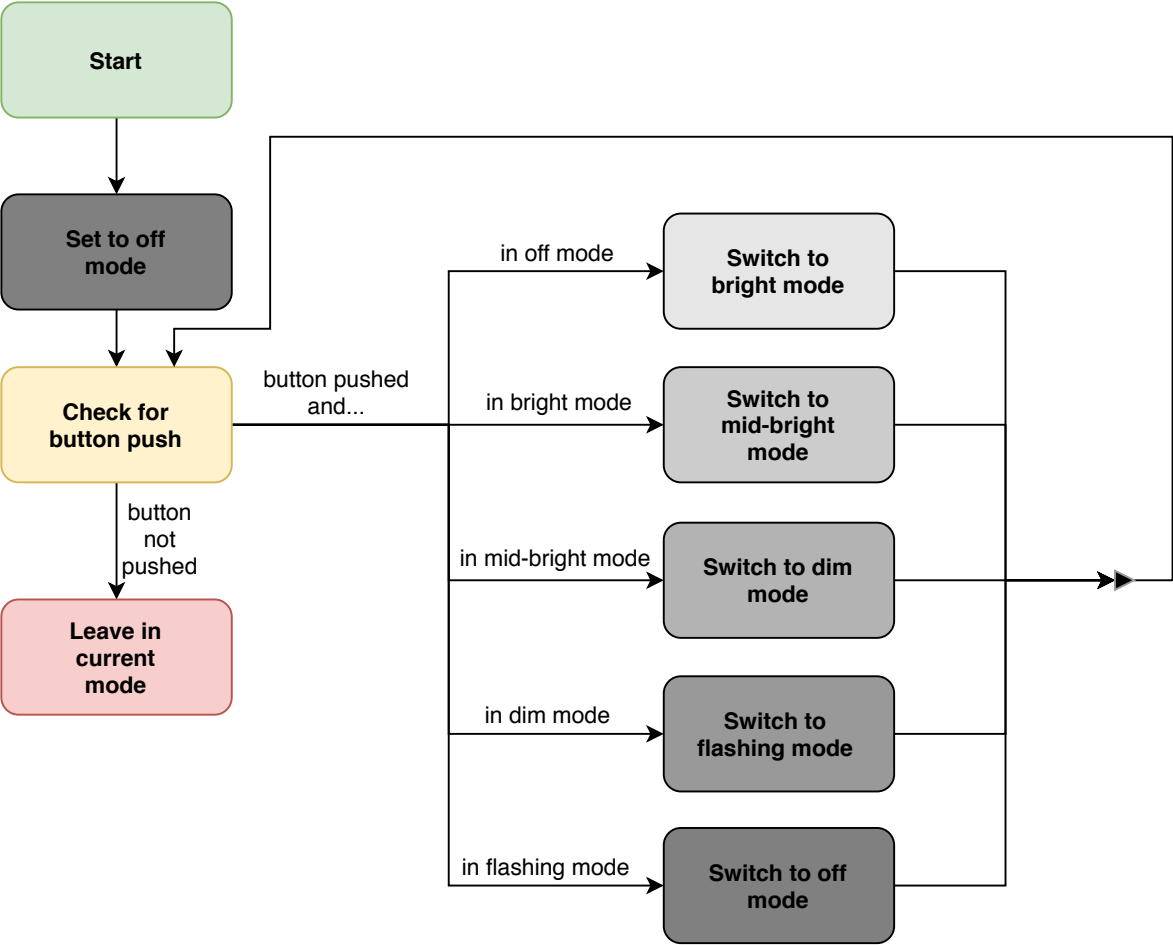 Start
Set to off
mode
Check for
button push
button
not
pushed
Leave in
current
mode
button pushed
and...
in off mode
Switch to
bright mode
in bright mode
Switch to
mid-bright
mode
in mid-bright mode
Switch to dim
mode
in dim mode
Switch to
flashing mode
in flashing mode
Switch to off
mode